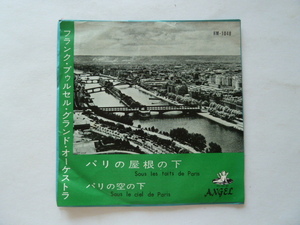 フランク・プゥルセル・グランド・オーケストラ
パリの屋根の下
Sous les toits de Paris
パリの空の下
Sous le ciel de Paris
ANGEL